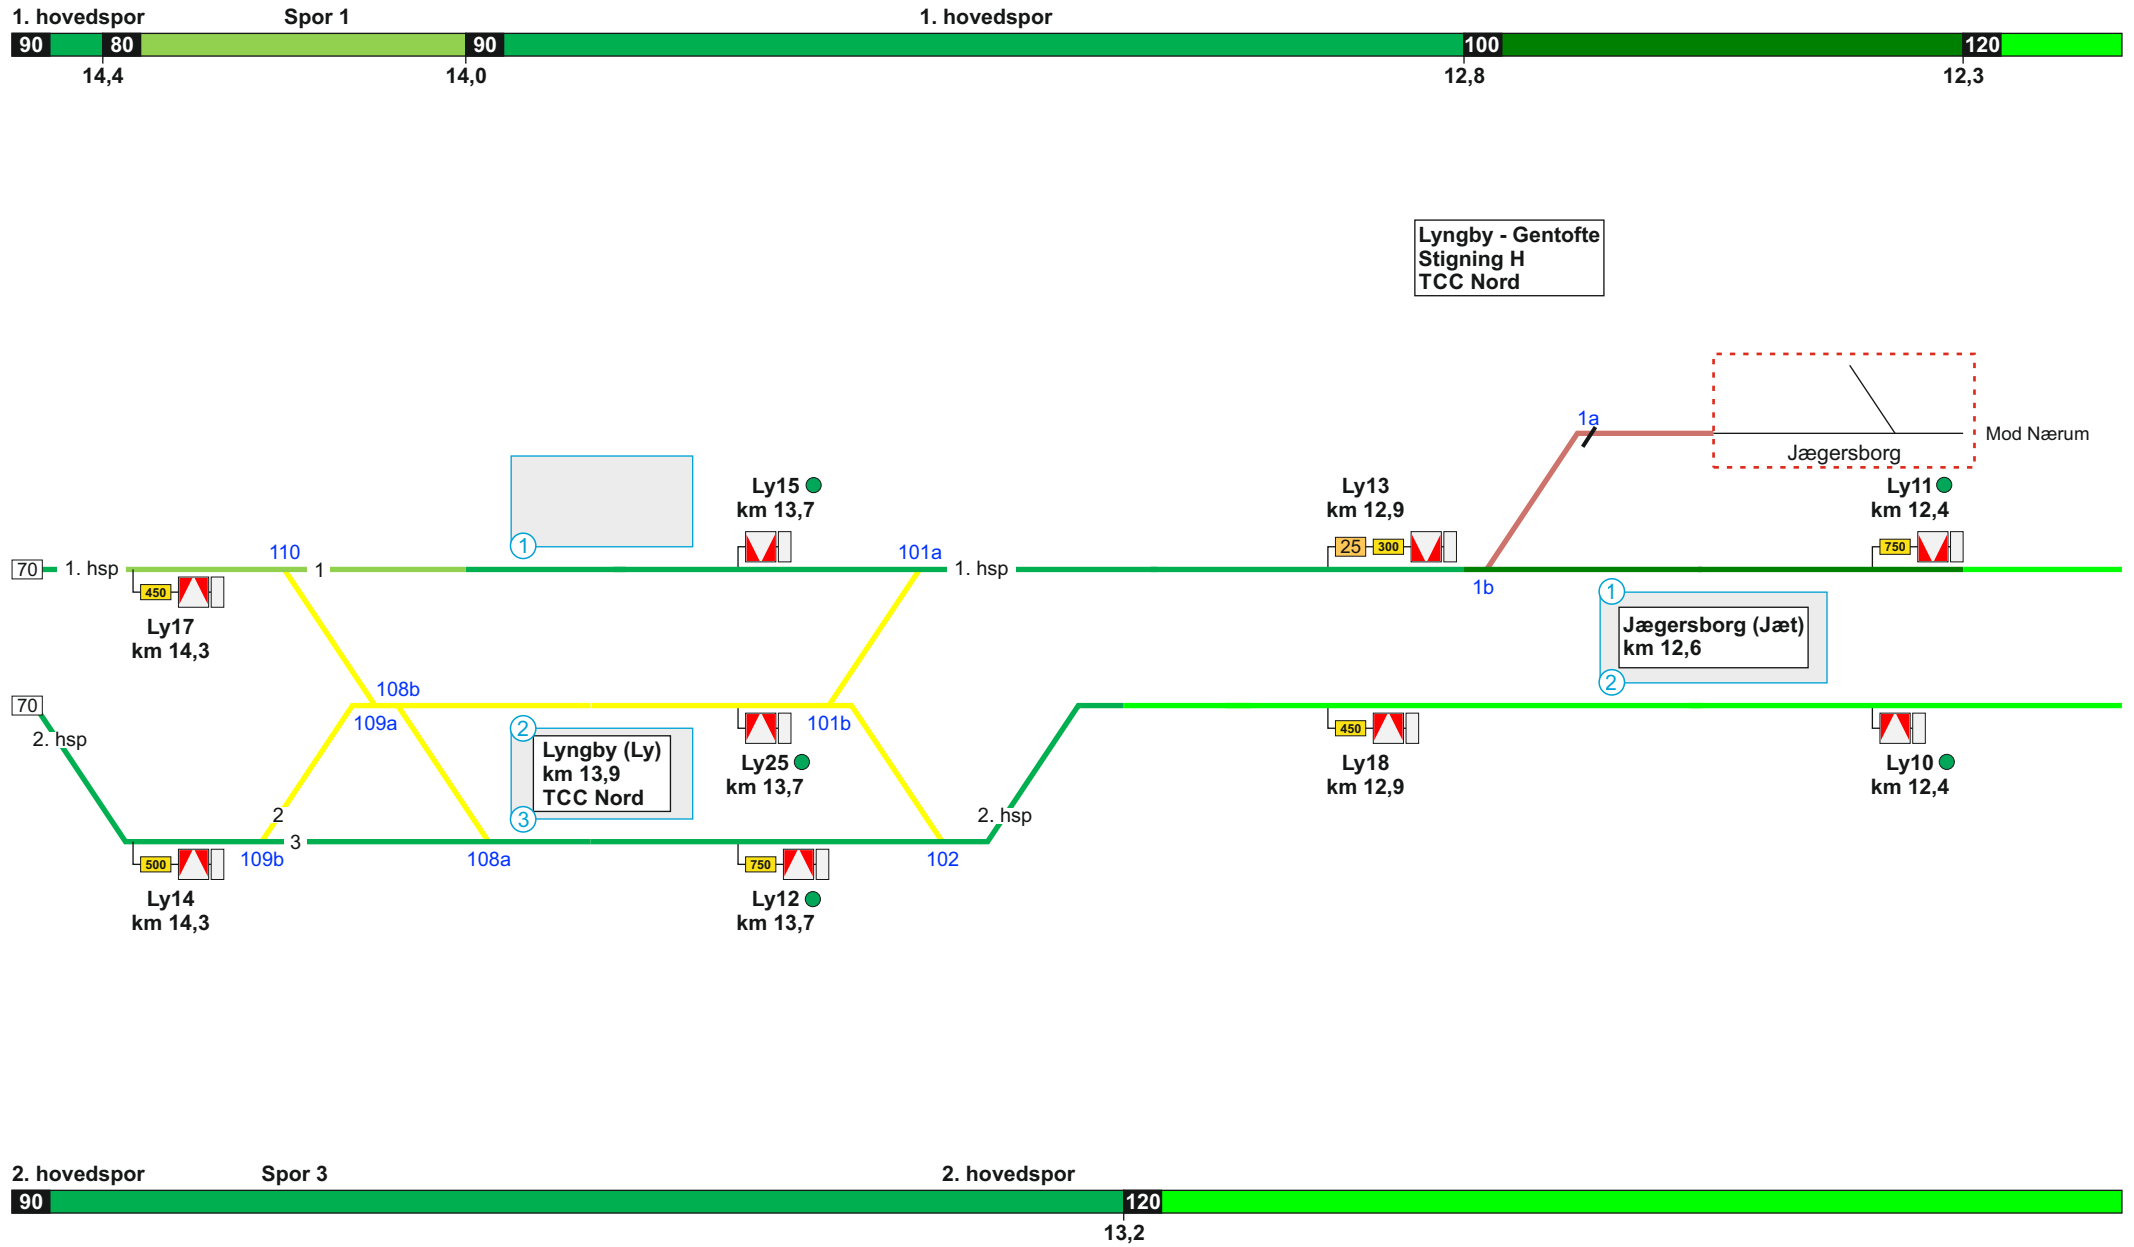 1. hovedspor
Spor 1
1. hovedspor
90
80
90
100
120
14,4
14,0
12,8
12,3
Lyngby - Gentofte
Stigning H
TCC Nord
1a
Mod Nærum
Jægersborg
Ly15
km 13,7
Ly13
km 12,9
Ly11
km 12,4
1
110
101a
25
300
750
70
1. hsp
1
1. hsp
450
1b
1
Ly17
km 14,3
Jægersborg (Jæt)
km 12,6
2
108b
70
109a
101b
2. hsp
2
Lyngby (Ly)
km 13,9
TCC Nord
3
450
Ly25
km 13,7
Ly18
km 12,9
Ly10
km 12,4
2
2. hsp
3
109b
108a
102
500
750
Ly14
km 14,3
Ly12
km 13,7
2. hovedspor
Spor 3
2. hovedspor
90
120
13,2